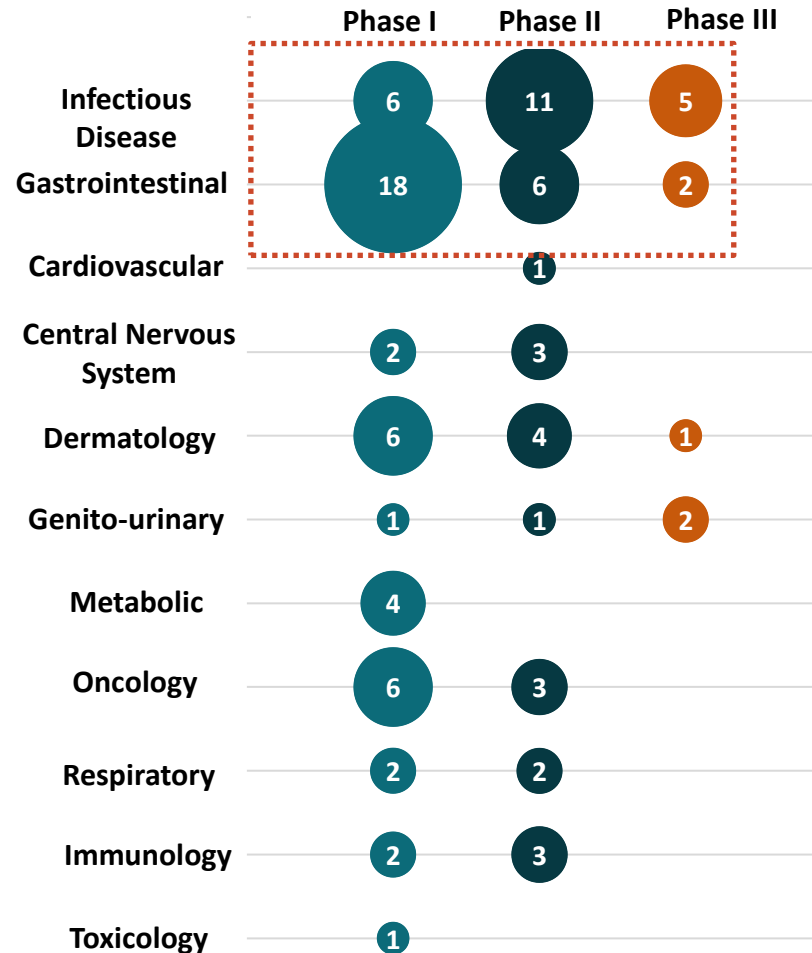 Phase I Phase II Phase III
Infectious
Disease
6 11 5
Gastrointestinal 18 6 2
Cardiovascular 1
Central Nervous
System
2 3
Dermatology 6 4 1
Genito-urinary 1 1 2
Metabolic 4
Oncology 6 3
Respiratory 2 2
Immunology 2 3
Toxicology 1